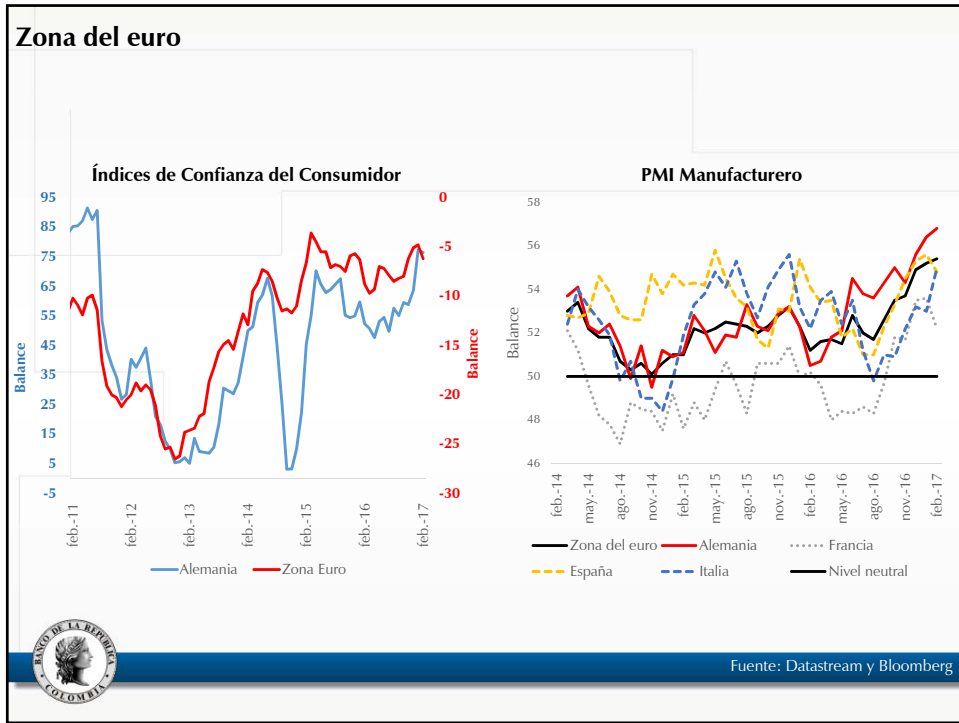 Zona del euro
Índices de Confianza del Consumidor
95
85
75
65
55
45
35
25
15
5
-5
Balance
0
-5
-10
-15
-20
-25
-30
Balance
feb.-11
feb.-12
feb.-13
feb.-14
feb.-15
feb.-16
feb.-17
Alemania
Zona Euro
PMI Manufacturero
58
56
54
52
50
48
46
Balance
feb.-14
may.-14
ago.-14
nov.-14
feb.-15
may.-15
ago.-15
nov.-15
feb.-16
may.-16
ago.-16
nov.-16
feb.-17
Zona del euro
Alemania
Francia
España
Italia
Nivel neutral
BANCO DE LA REPÚBLICA
COLOMBIA
Fuente: Datastream y Bloomberg